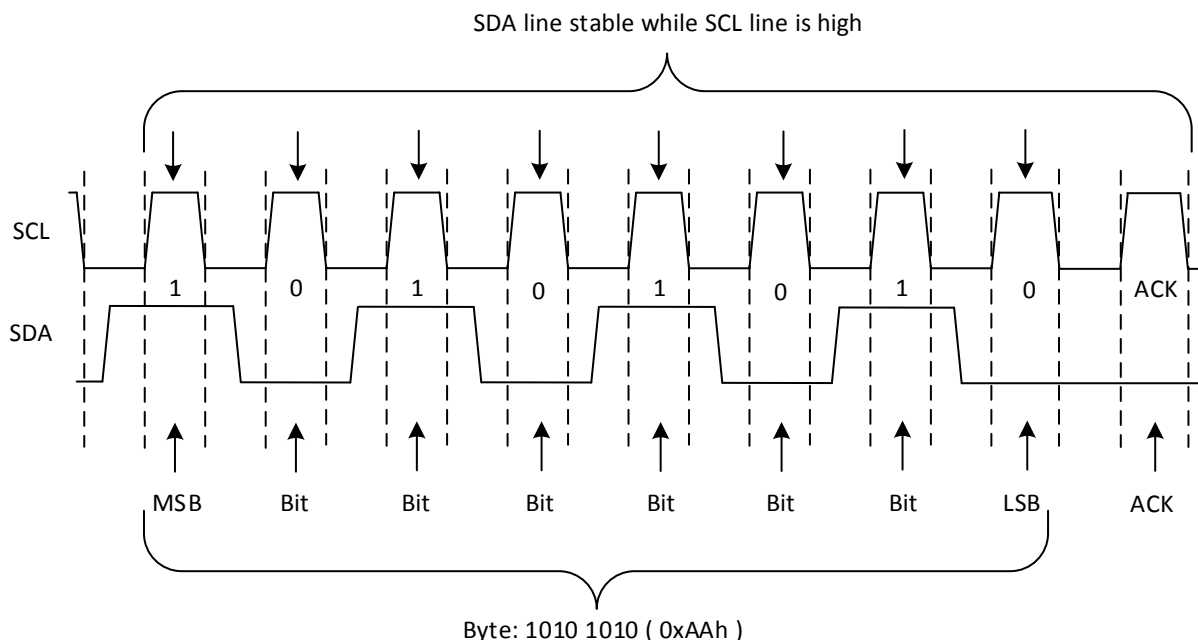 SDA line stable while SCL line is high
SCL
1 0 1 0 1 0 1 0 ACK
SDA
MSB Bit Bit Bit Bit Bit Bit LSB ACK
Byte: 1010 1010 ( 0xAAh )